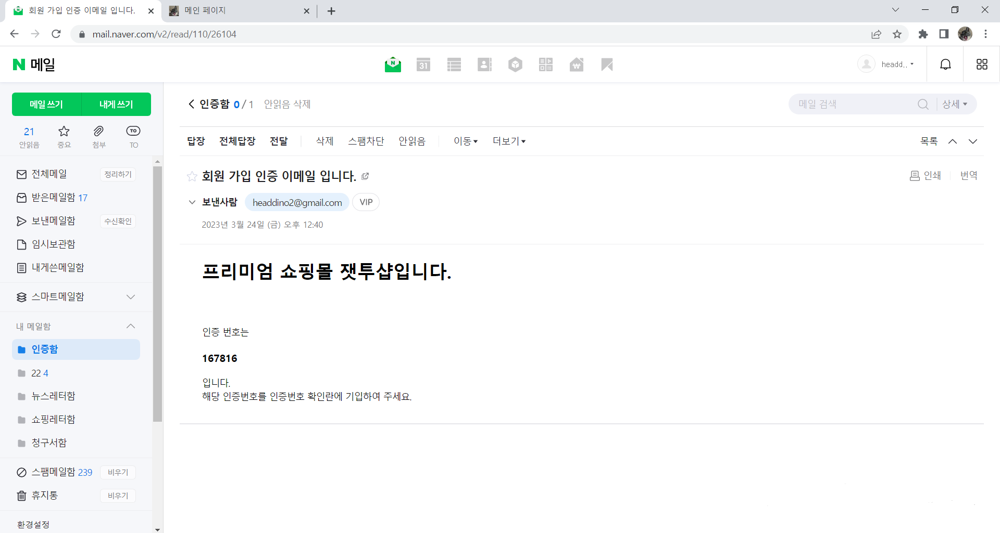 회원 가입 인증 이메일 입니다.
메인 페이지
mail.naver.com/v2/read/110/26104
N 메일
N
31
headd..
메일 쓰기
내게 쓰기
21
TO
안읽음
중요
첨부
TO
전체메일
정리하기
받은메일함 17
보낸메일함
수신확인
임시보관함
내게쓴메일함
스마트메일함
내 메일함
인증함
22 4
뉴스레터함
쇼핑레터함
청구서함
스팸메일함 239
비우기
휴지통
비우기
환경설정
인증함 0 / 1 안읽음 삭제
메일 검색
상세
답장
전체답장
전달
삭제
스팸차단
안읽음
이동
더보기
목록
회원 가입 인증 이메일 입니다.
인쇄
번역
보낸사람 headdino2@gmail.com VIP
2023년 3월 24일 (금) 오후 12:40
프리미엄 쇼핑몰 잿투샵입니다.
인증 번호는
167816
입니다.
해당 인증번호를 인증번호 확인란에 기입하여 주세요.